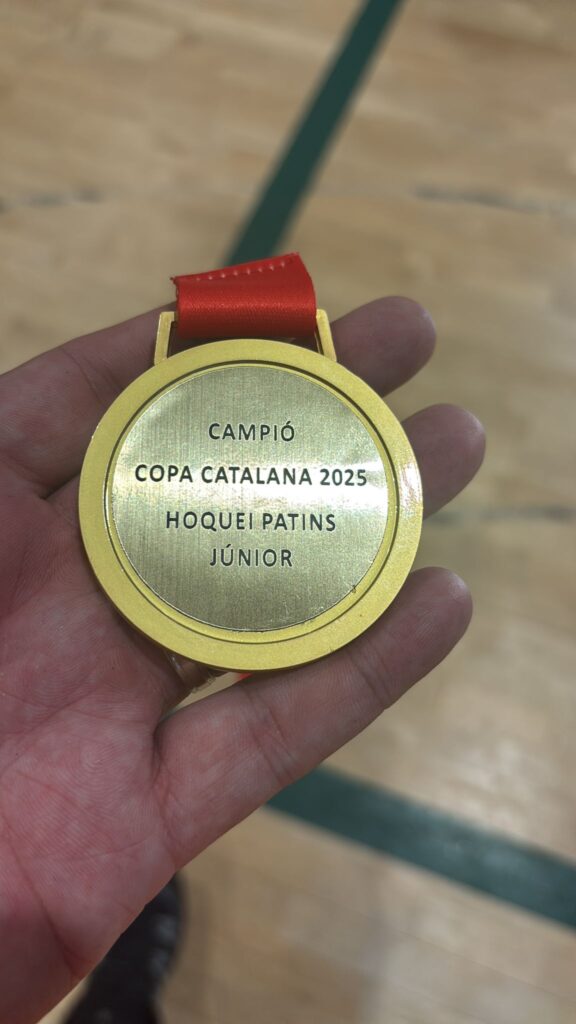 CAMPIÓ
COPA CATALANA 2025
HOQUEI PATINS
JÚNIOR